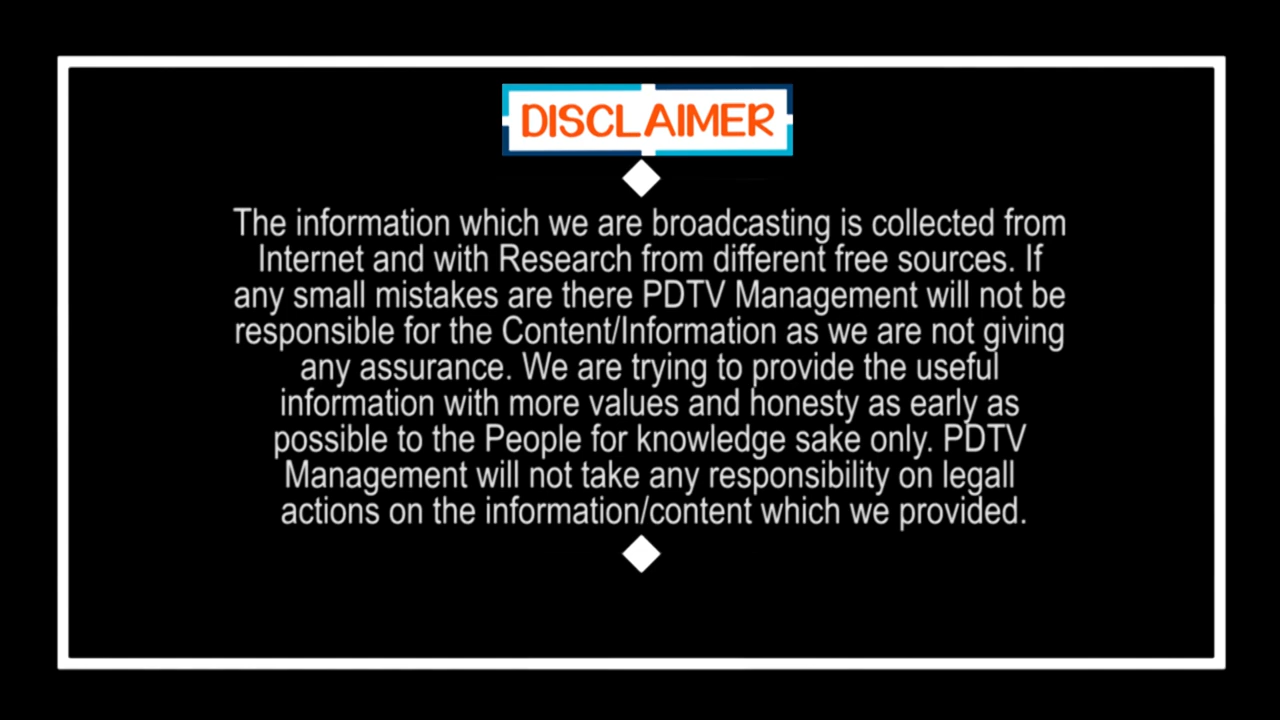 DISCLAIMER
The information which we are broadcasting is collected from
Internet and with Research from different free sources. If
any small mistakes are there PDTV Management will not be
responsible for the Content/Information as we are not giving
any assurance. We are trying to provide the useful
information with more values and honesty as early as
possible to the People for knowledge sake only. PDTV
Management will not take any responsibility on legall
actions on the information/content which we provided.